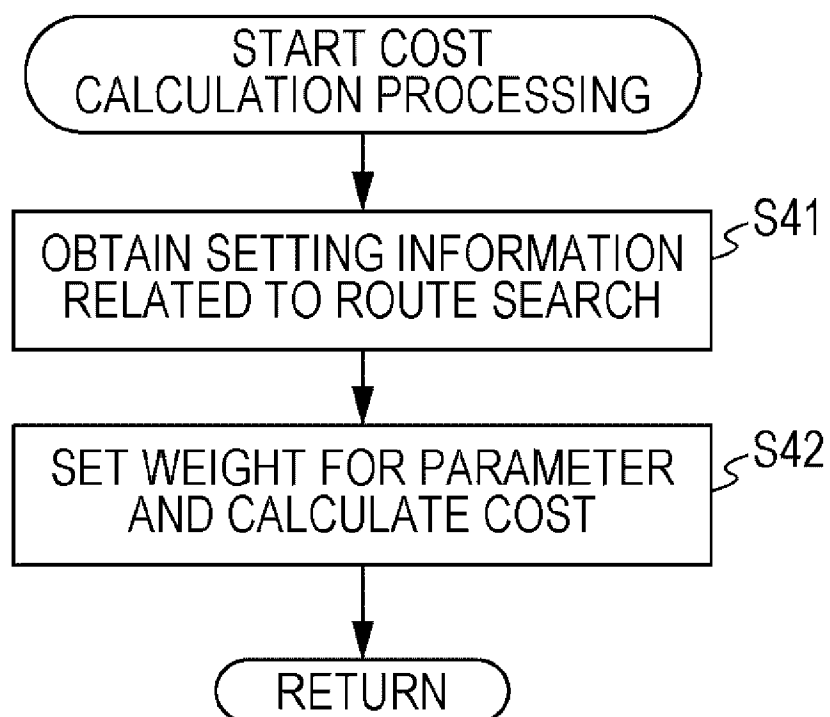 START COST
CALCULATION PROCESSING
S41
OBTAIN SETTING INFORMATION
RELATED TO ROUTE SEARCH
S42
SET WEIGHT FOR PARAMETER
AND CALCULATE COST
RETURN